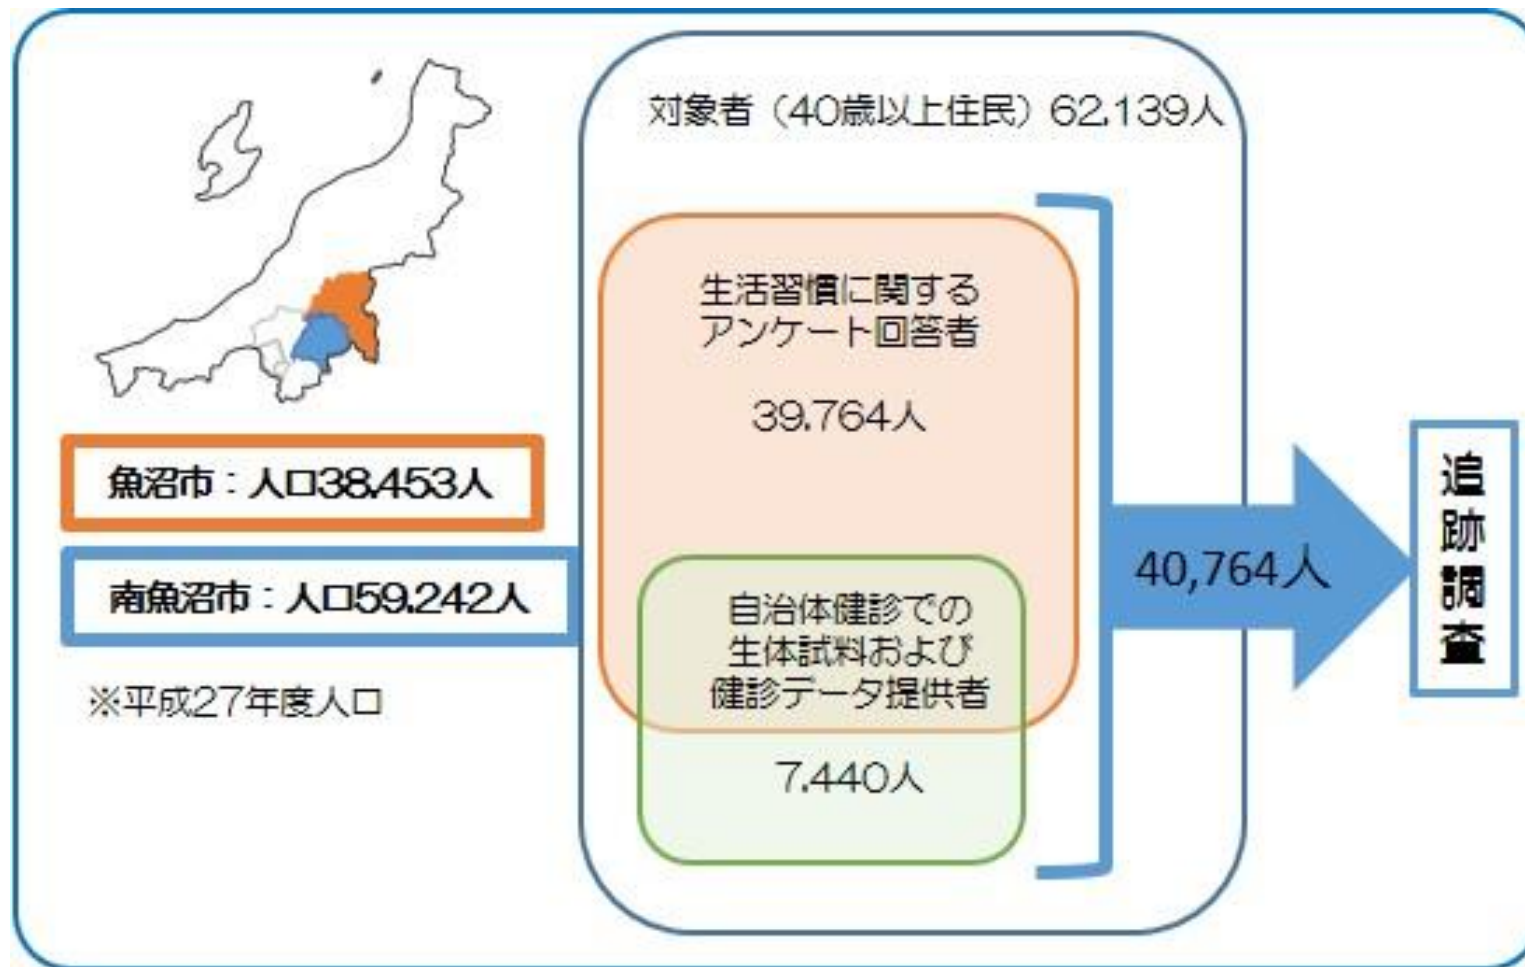 対象者（40歳以上住民）62,139人
生活習慣に関する
アンケート回答者
39,764人
魚沼市：人口38,453人
南魚沼市：人口59,242人
※平成27年度人口
自治体健診での
生体試料および
健診データ提供者
7,440人
40,764人
追跡調査